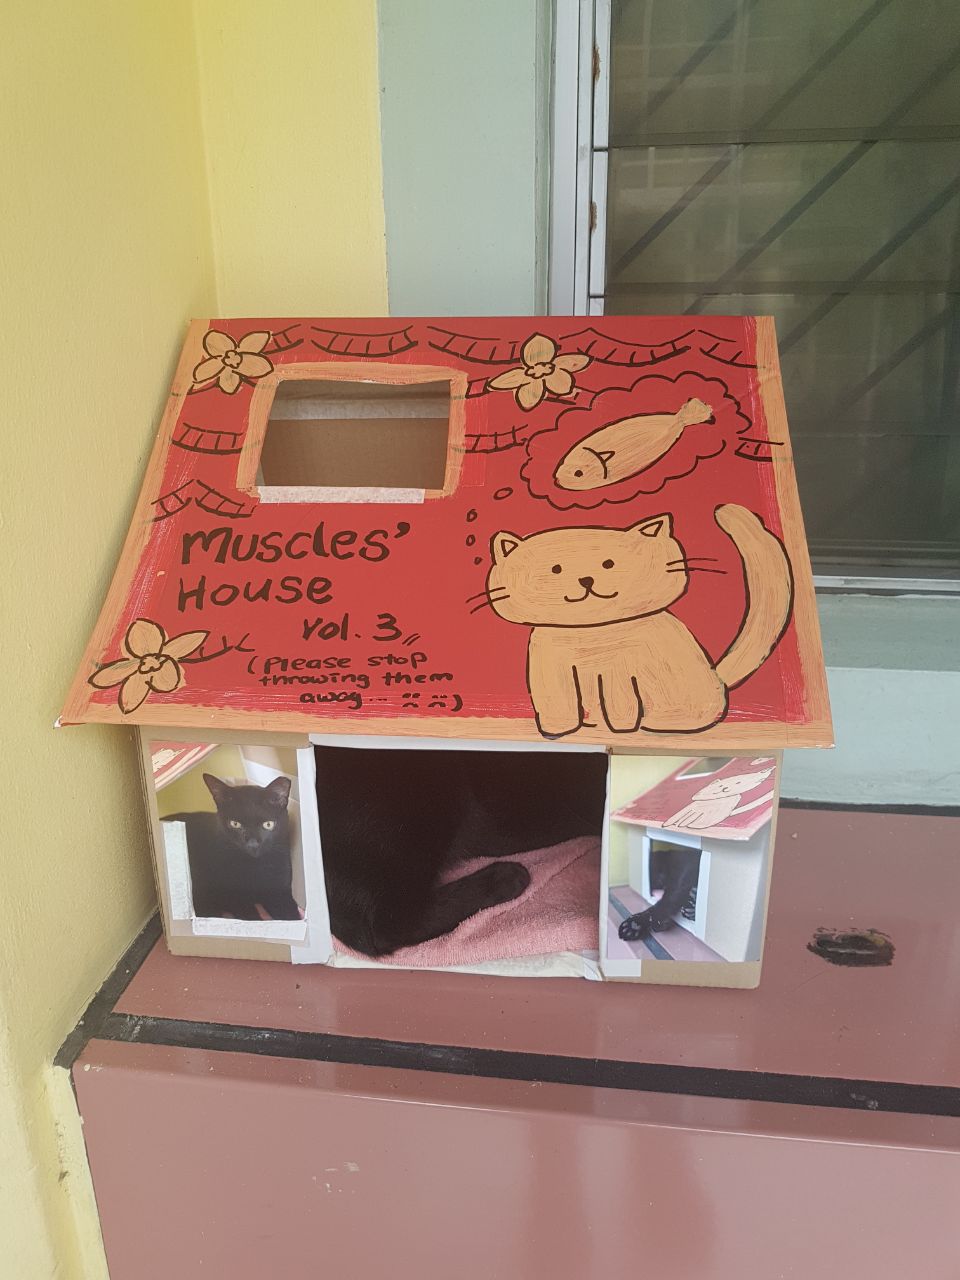 Muscles'
House
vol. 3,,
(Please stop
throwing them
away... :( :()